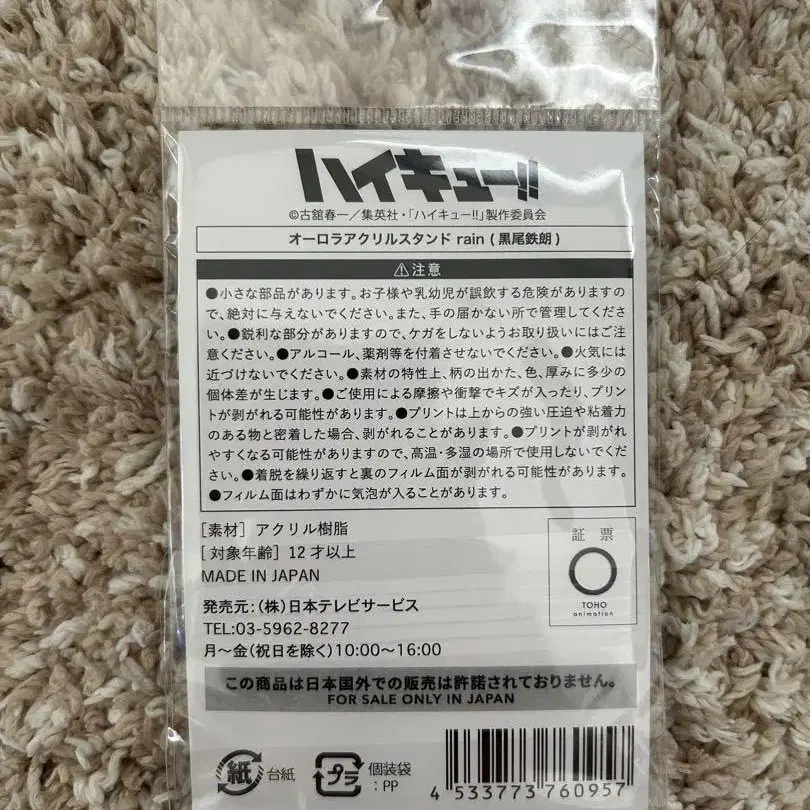 ハイキュー!!
©古舘春一／集英社・「ハイキュー!!」製作委員会
オーロラアクリルスタンド rain ( 黒尾鉄朗 )
⚠注意
●小さな部品があります。お子様や乳幼児が誤飲する危険がありますの
で、絶対に与えないでください。また、手の届かない所で管理してくださ
い。●鋭利な部分がありますので、ケガをしないようお取り扱いにはご注
意ください。●アルコール、薬剤等を付着させないでください。●火気には
近づけないでください。●素材の特性上、柄の出かた、色、厚みに多少の
個体差が生じます。●ご使用による摩擦や衝撃でキズが入ったり、プリン
トが剥がれる可能性があります。●プリントは上からの強い圧迫や粘着力
のある物と密着した場合、剥がれることがあります。●プリントが剥がれ
やすくなる可能性がありますので、高温・多湿の場所で使用しないでくだ
さい。●着脱を繰り返すと裏のフィルム面が剥がれる可能性があります。
●フィルム面はわずかに気泡が入ることがあります。
[素材] アクリル樹脂
[対象年齢] 12才以上
MADE IN JAPAN
証 票
TOHO
animation
発売元：(株)日本テレビサービス
TEL:03-5962-8277
月～金(祝日を除く)10:00～16:00
この商品は日本国外での販売は許諾されておりません。
FOR SALE ONLY IN JAPAN
紙 台紙
プラ 個装袋
:PP
4 533773 760957